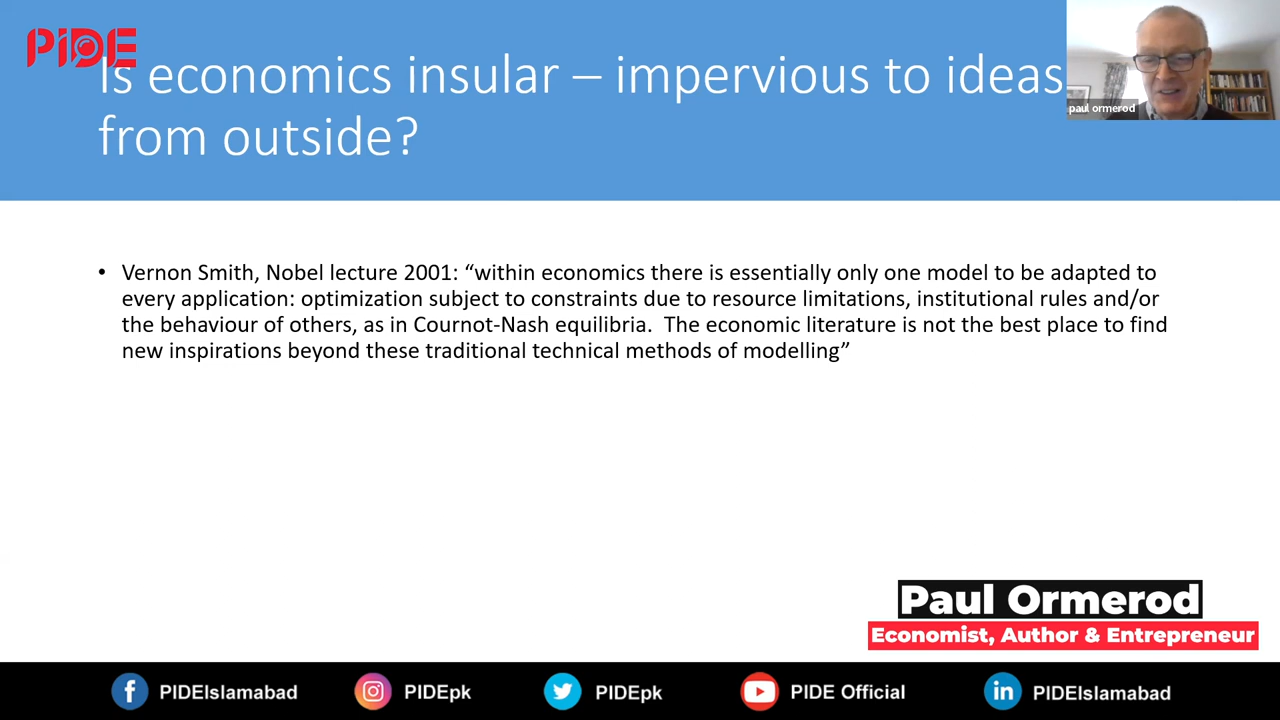 PIDE
Is economics insular – impervious to ideas
from outside?
paul ormerod
• Vernon Smith, Nobel lecture 2001: “within economics there is essentially only one model to be adapted to
every application: optimization subject to constraints due to resource limitations, institutional rules and/or
the behaviour of others, as in Cournot-Nash equilibria.  The economic literature is not the best place to find
new inspirations beyond these traditional technical methods of modelling”
Paul Ormerod
Economist, Author & Entrepreneur
PIDEIslamabad
PIDEpk
PIDEpk
PIDE Official
PIDEIslamabad